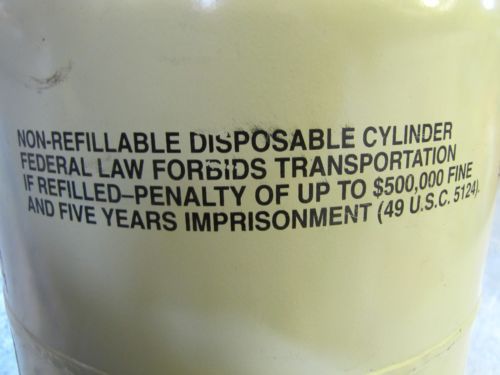 NON-REFILLABLE DISPOSABLE CYLINDER
FEDERAL LAW FORBIDS TRANSPORTATION
IF REFILLED–PENALTY OF UP TO $500,000 FINE
AND FIVE YEARS IMPRISONMENT (49 U.S.C. 5124).